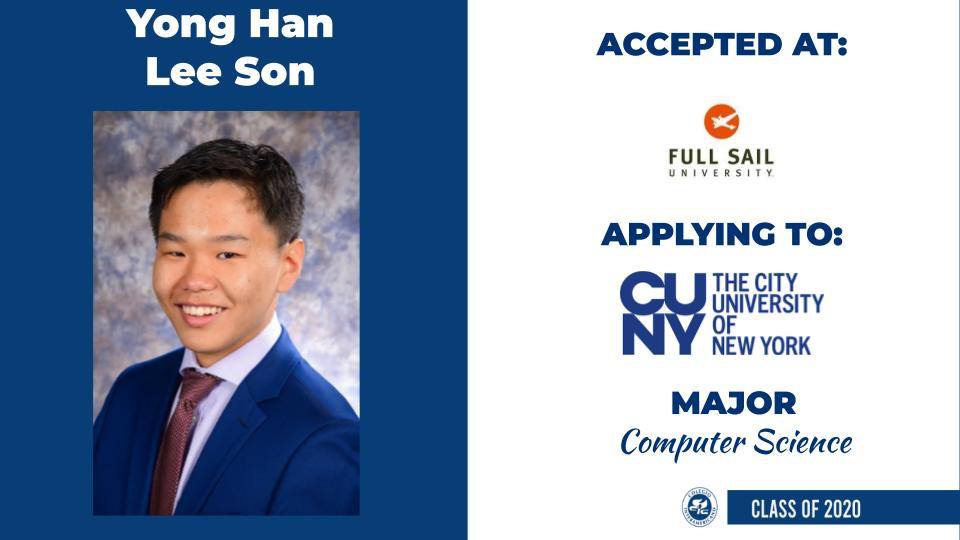 Yong Han
Lee Son
ACCEPTED AT:
FULL SAIL
UNIVERSITY
APPLYING TO:
CU
NY
THE CITY
UNIVERSITY
OF
NEW YORK
MAJOR
Computer Science
CLASS OF 2020